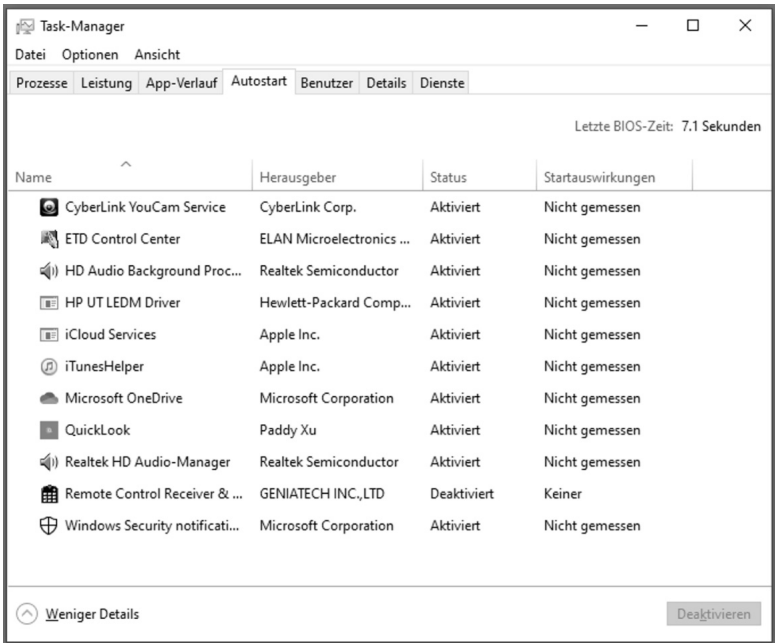 Task-Manager
Datei Optionen Ansicht
Prozesse Leistung App-Verlauf Autostart Benutzer Details Dienste
Letzte BIOS-Zeit: 7.1 Sekunden
Name Herausgeber Status Startauswirkungen
CyberLink YouCam Service CyberLink Corp. Aktiviert Nicht gemessen
ETD Control Center ELAN Microelectronics ... Aktiviert Nicht gemessen
HD Audio Background Proc... Realtek Semiconductor Aktiviert Nicht gemessen
HP UT LEDM Driver Hewlett-Packard Comp... Aktiviert Nicht gemessen
iCloud Services Apple Inc. Aktiviert Nicht gemessen
iTunesHelper Apple Inc. Aktiviert Nicht gemessen
Microsoft OneDrive Microsoft Corporation Aktiviert Nicht gemessen
QuickLook Paddy Xu Aktiviert Nicht gemessen
Realtek HD Audio-Manager Realtek Semiconductor Aktiviert Nicht gemessen
Remote Control Receiver & ... GENIATECH INC.,LTD Deaktiviert Keiner
Windows Security notificati... Microsoft Corporation Aktiviert Nicht gemessen
Weniger Details Deaktivieren